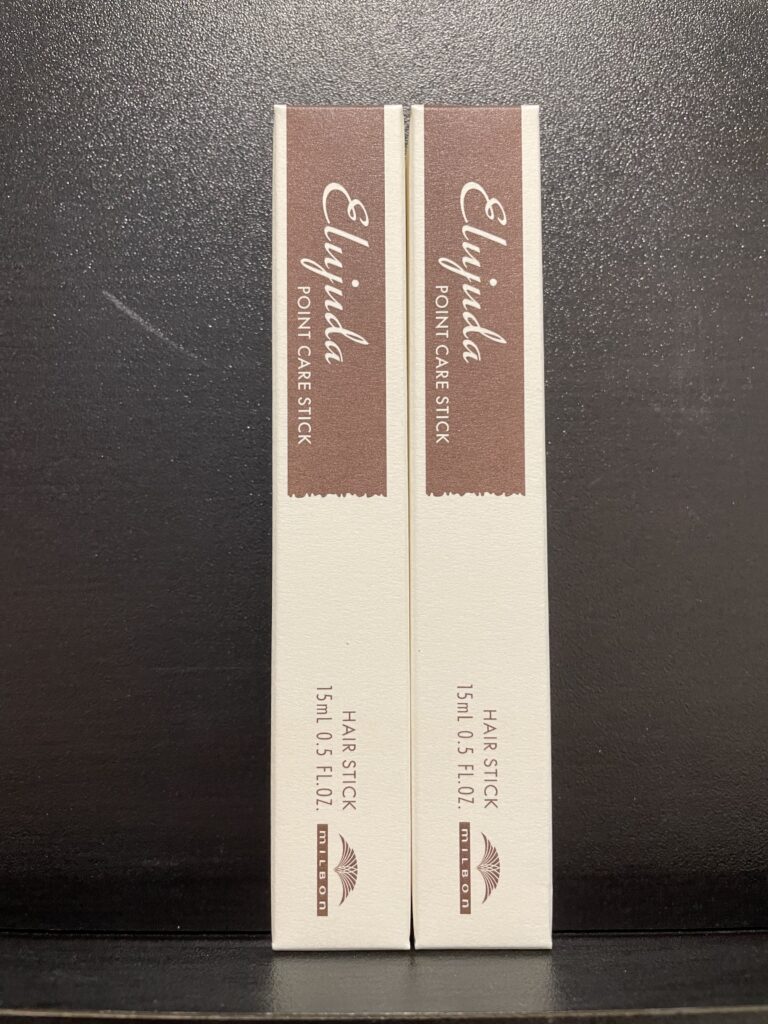 Elujuda
POINT CARE STICK
HAIR STICK
15mL 0.5 FL.OZ.
MILBON
Elujuda
POINT CARE STICK
HAIR STICK
15mL 0.5 FL.OZ.
MILBON